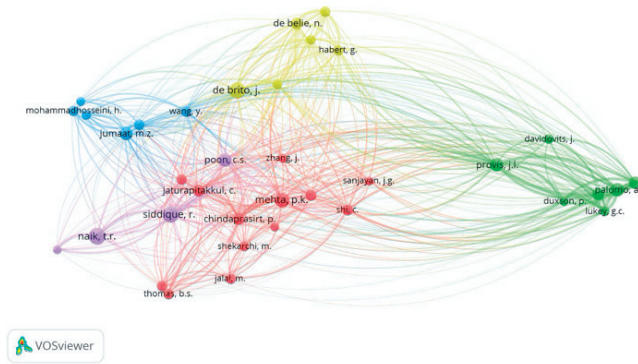 de belie, n.
habert, g.
de brito, j.
mohammadhosseini, h.
wang, y.
jumaat, m.z.
davidovits, j.
poon, c.s.
zhang, j.
provis, j.l.
sanjayan, j.g.
jaturapitakkul, c.
palomo, a.
mehta, p.k.
duxson, p.
siddique, r.
shi, c.
lukey, g.c.
chindaprasirt, p.
naik, t.r.
shekarchi, m.
jalal, m.
thomas, b.s.
VOSviewer